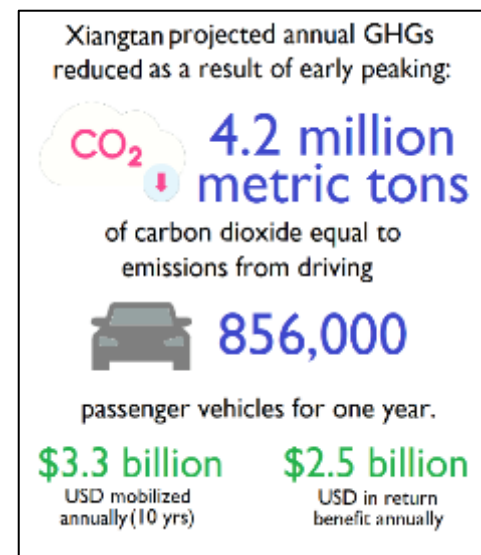 Xiangtan projected annual GHGs
reduced as a result of early peaking:
CO₂
4.2 million
metric tons
of carbon dioxide equal to
emissions from driving
856,000
passenger vehicles for one year.
$3.3 billion
USD mobilized
annually (10 yrs)
$2.5 billion
USD in return
benefit annually